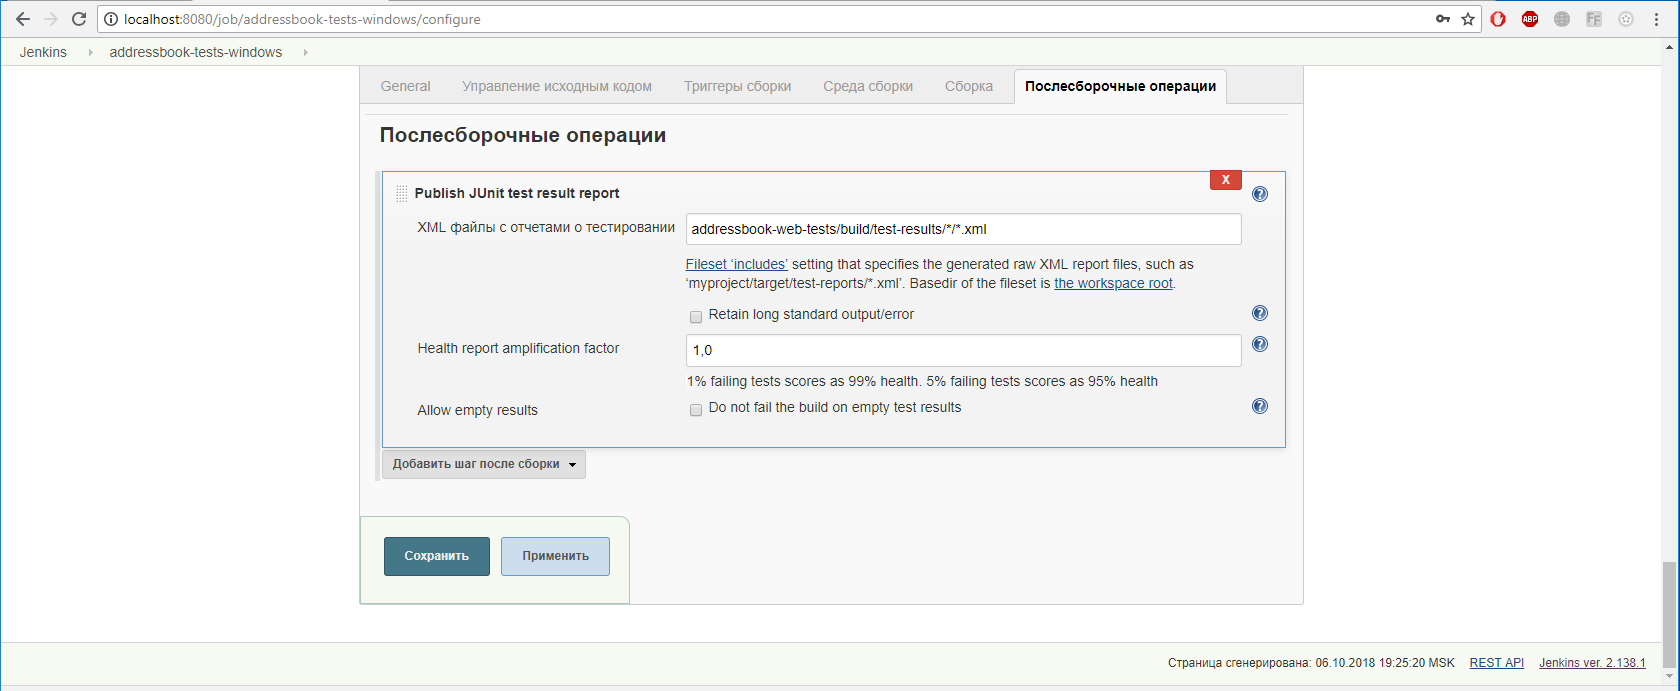 localhost:8080/job/addressbook-tests-windows/configure
ABP
FF
Jenkins addressbook-tests-windows
General Управление исходным кодом Триггеры сборки Среда сборки Сборка Послесборочные операции
Послесборочные операции
X
Publish JUnit test result report ?
XML файлы с отчетами о тестировании addressbook-web-tests/build/test-results/*/*.xml
Fileset ‘includes’ setting that specifies the generated raw XML report files, such as
‘myproject/target/test-reports/*.xml’. Basedir of the fileset is the workspace root.
Retain long standard output/error ?
Health report amplification factor 1,0 ?
1% failing tests scores as 99% health. 5% failing tests scores as 95% health
Allow empty results Do not fail the build on empty test results ?
Добавить шаг после сборки
Сохранить Применить
Страница сгенерирована: 06.10.2018 19:25:20 MSK REST API Jenkins ver. 2.138.1